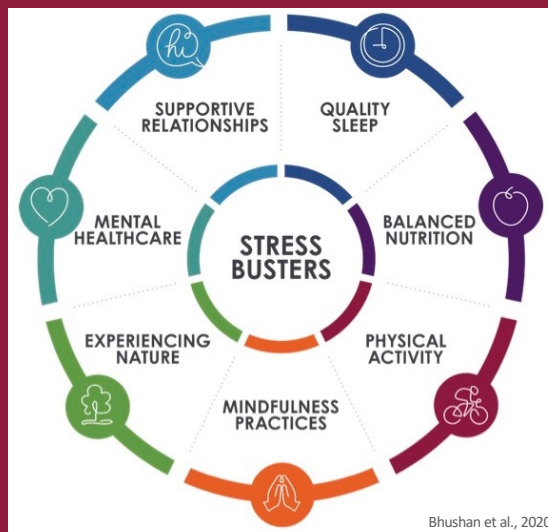 hi
SUPPORTIVE
RELATIONSHIPS
QUALITY
SLEEP
MENTAL
HEALTHCARE
STRESS
BUSTERS
BALANCED
NUTRITION
EXPERIENCING
NATURE
PHYSICAL
ACTIVITY
MINDFULNESS
PRACTICES
Bhushan et al., 2020